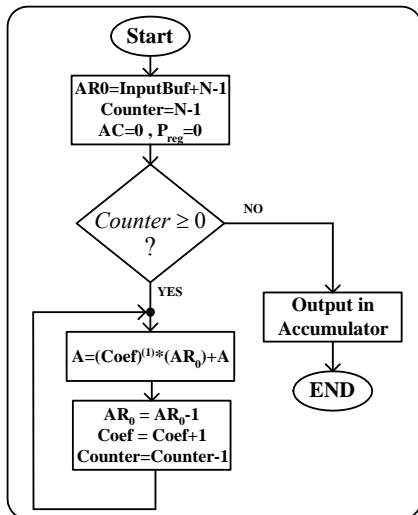 Start
AR0=InputBuf+N-1
Counter=N-1
AC=0 , P_reg=0
Counter ≥ 0
?
NO
YES
Output in
Accumulator
A=(Coef)⁽¹⁾*(AR₀)+A
END
AR₀ = AR₀-1
Coef = Coef+1
Counter=Counter-1